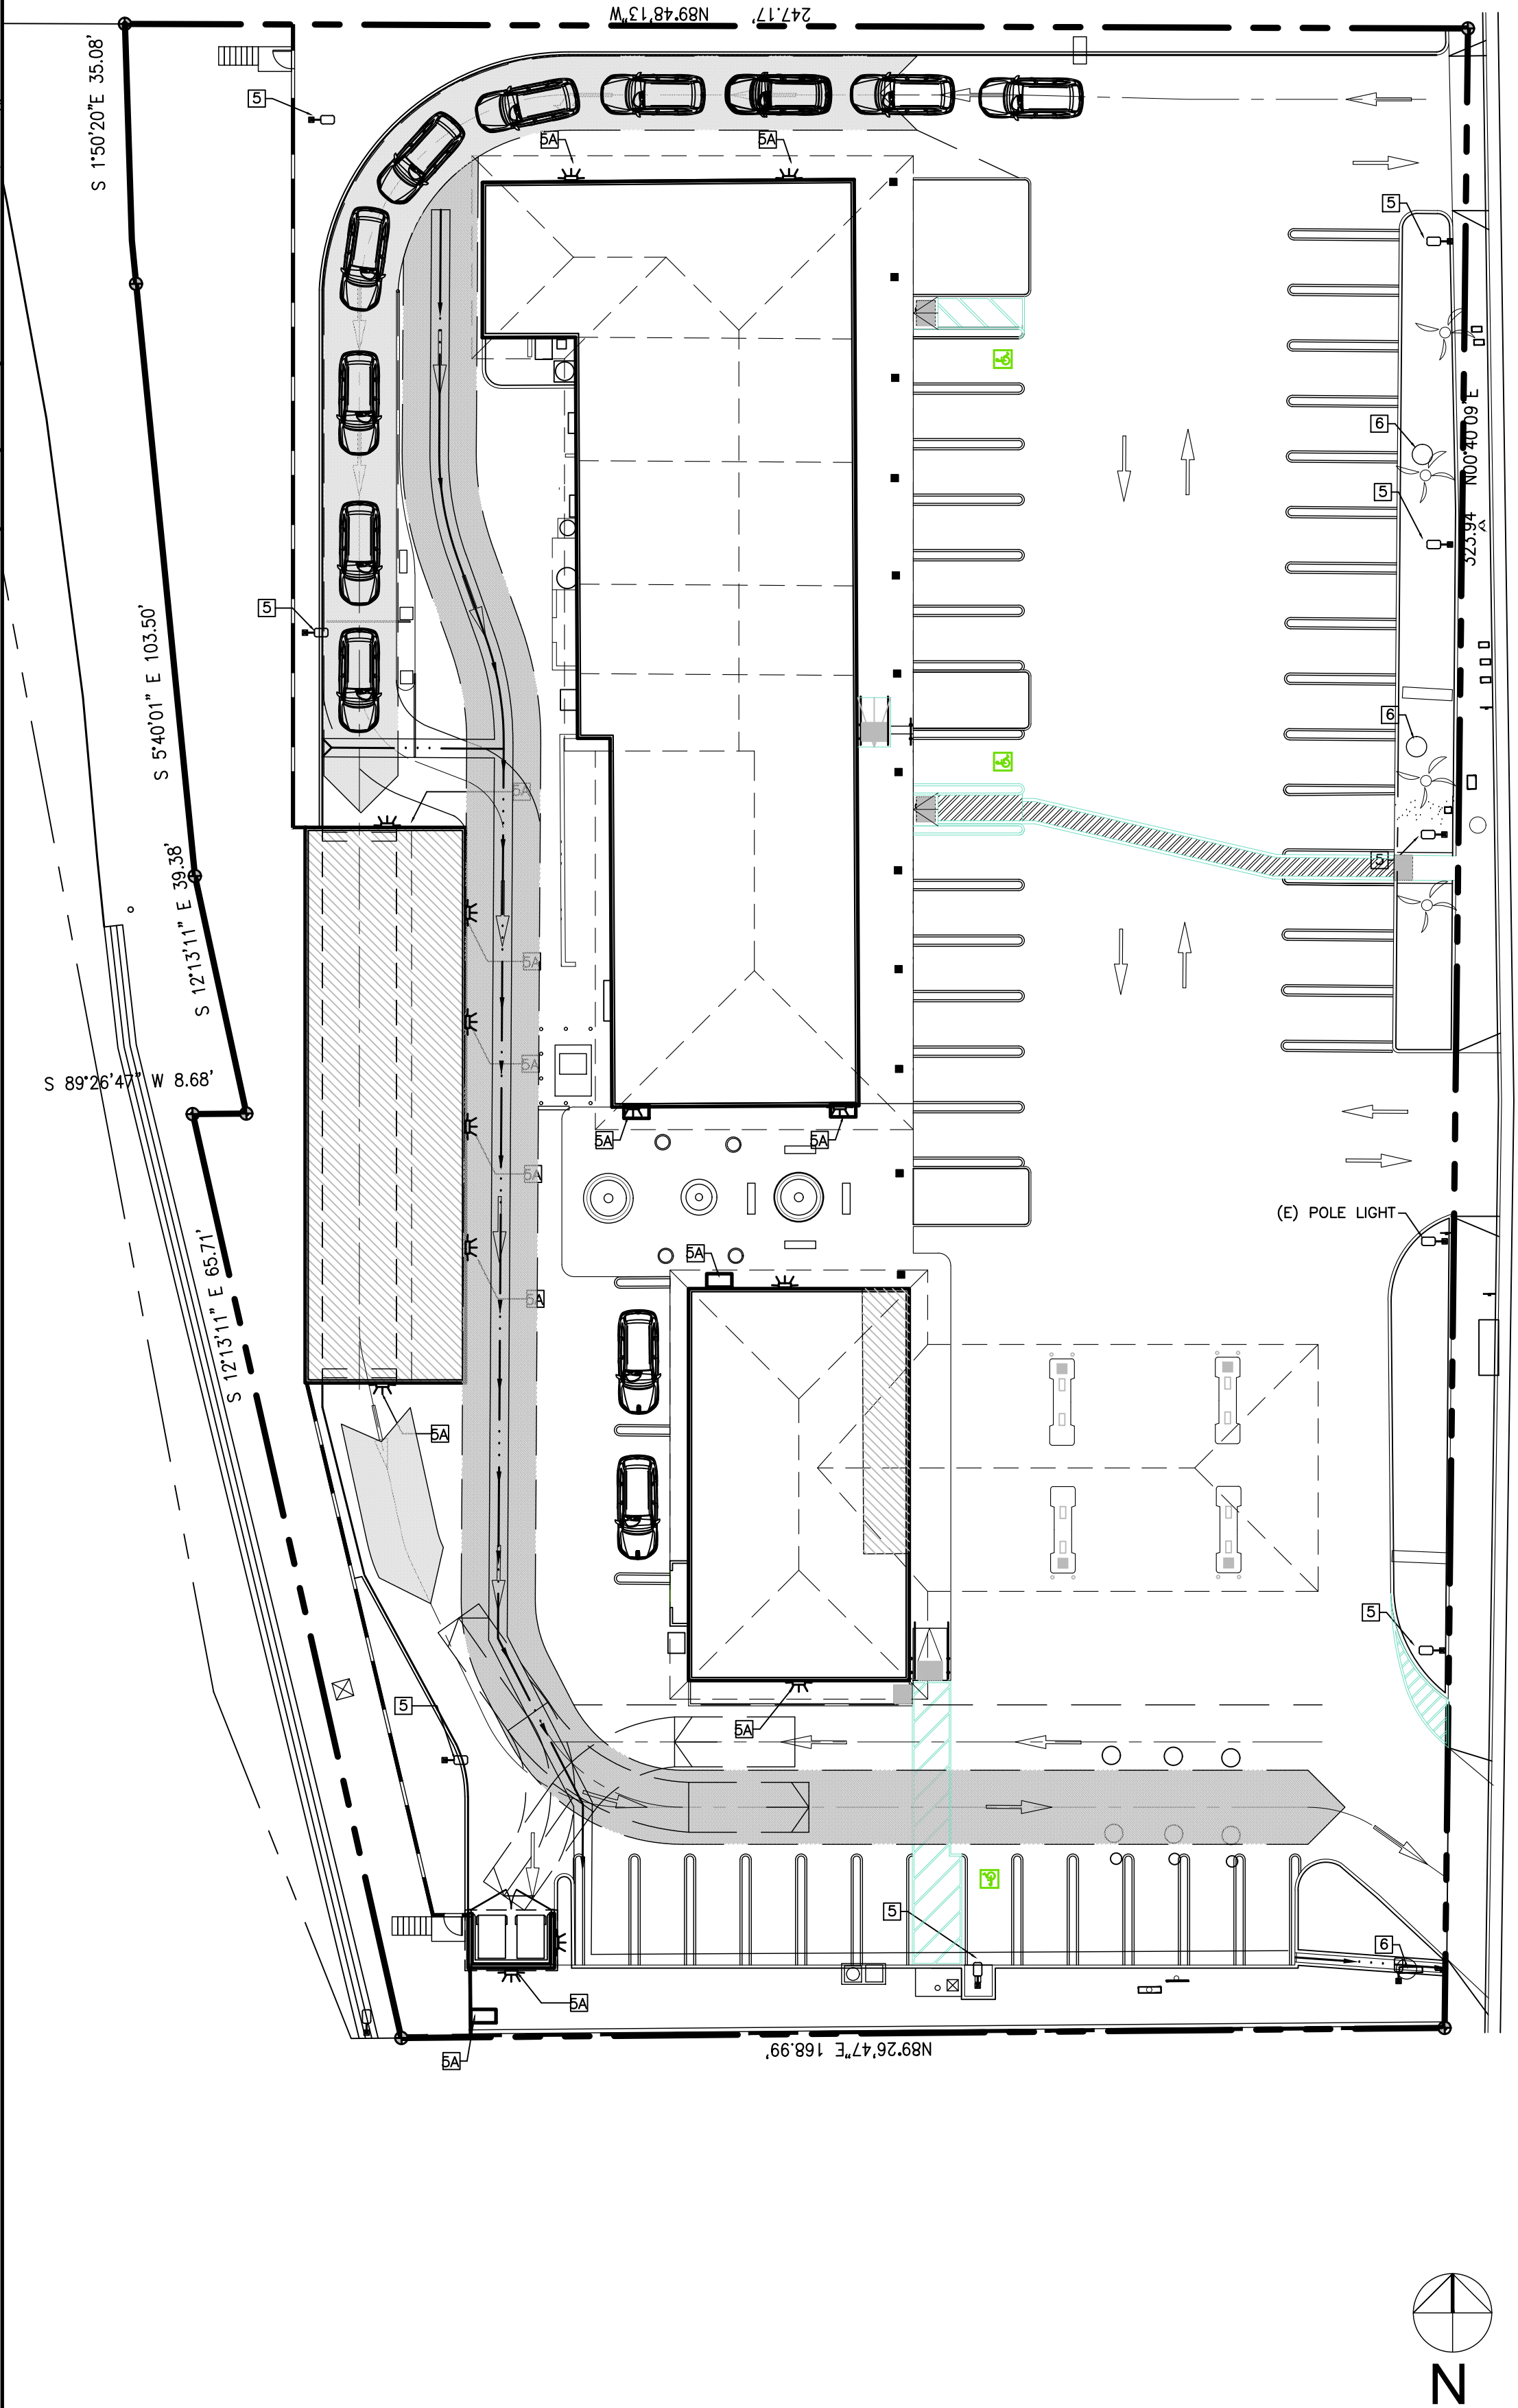 247.17' N89°48'13"W
S 1°50'20"E 35.08'
5
5A
5A
5
6
N00°40'09"E
323.94
5
S 5°40'01" E 103.50'
5
6
5A
5
S 12°13'11" E 39.38'
5A
5A
S 89°26'47" W 8.68'
5A
5A
5A
(E) POLE LIGHT
5A
5A
S 12°13'11" E 65.71'
5A
5
5
5A
5
6
5A
5A
N89°26'47"E 168.99'
N